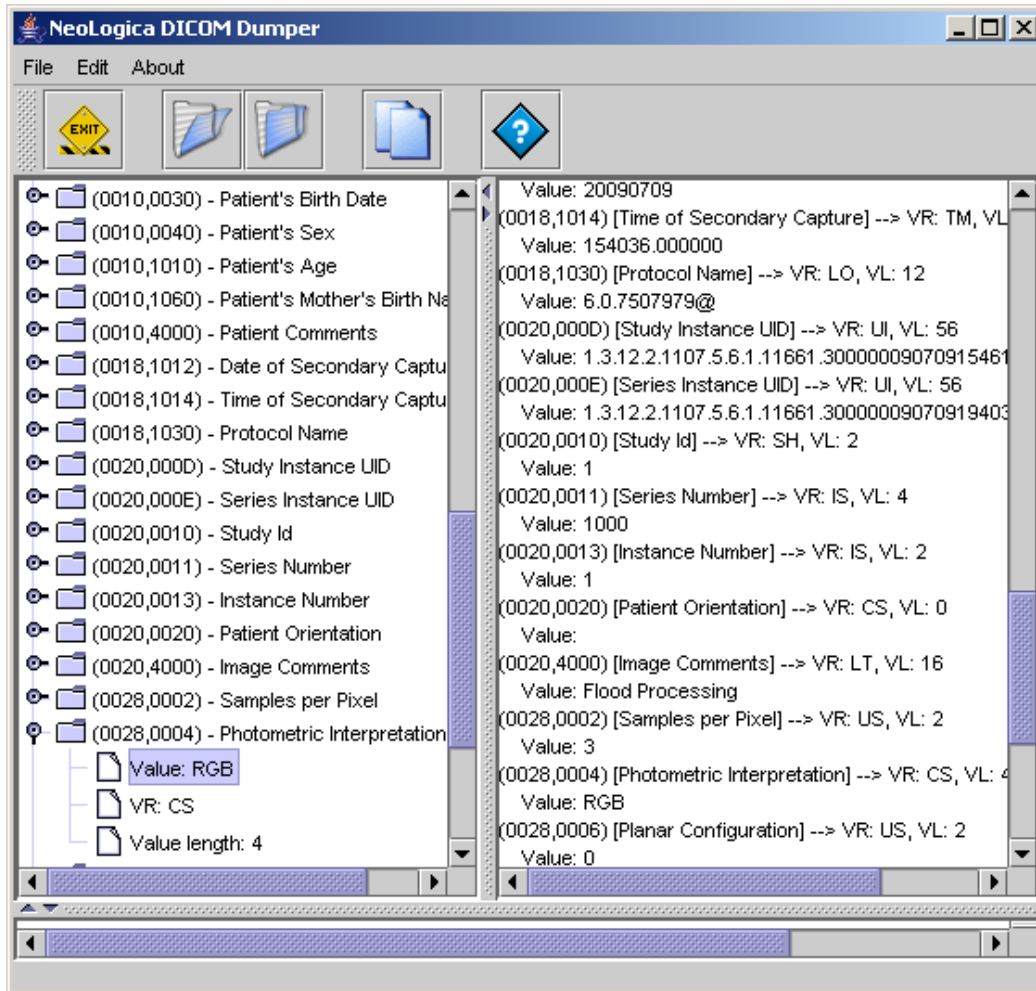 NeoLogica DICOM Dumper
File Edit About
EXIT
?
(0010,0030) - Patient's Birth Date
(0010,0040) - Patient's Sex
(0010,1010) - Patient's Age
(0010,1060) - Patient's Mother's Birth Na
(0010,4000) - Patient Comments
(0018,1012) - Date of Secondary Captu
(0018,1014) - Time of Secondary Captu
(0018,1030) - Protocol Name
(0020,000D) - Study Instance UID
(0020,000E) - Series Instance UID
(0020,0010) - Study Id
(0020,0011) - Series Number
(0020,0013) - Instance Number
(0020,0020) - Patient Orientation
(0020,4000) - Image Comments
(0028,0002) - Samples per Pixel
(0028,0004) - Photometric Interpretation
Value: RGB
VR: CS
Value length: 4
Value: 20090709
(0018,1014) [Time of Secondary Capture] --> VR: TM, VL
Value: 154036.000000
(0018,1030) [Protocol Name] --> VR: LO, VL: 12
Value: 6.0.7507979@
(0020,000D) [Study Instance UID] --> VR: UI, VL: 56
Value: 1.3.12.2.1107.5.6.1.11661.30000009070915461
(0020,000E) [Series Instance UID] --> VR: UI, VL: 56
Value: 1.3.12.2.1107.5.6.1.11661.30000009070919403
(0020,0010) [Study Id] --> VR: SH, VL: 2
Value: 1
(0020,0011) [Series Number] --> VR: IS, VL: 4
Value: 1000
(0020,0013) [Instance Number] --> VR: IS, VL: 2
Value: 1
(0020,0020) [Patient Orientation] --> VR: CS, VL: 0
Value:
(0020,4000) [Image Comments] --> VR: LT, VL: 16
Value: Flood Processing
(0028,0002) [Samples per Pixel] --> VR: US, VL: 2
Value: 3
(0028,0004) [Photometric Interpretation] --> VR: CS, VL: 4
Value: RGB
(0028,0006) [Planar Configuration] --> VR: US, VL: 2
Value: 0